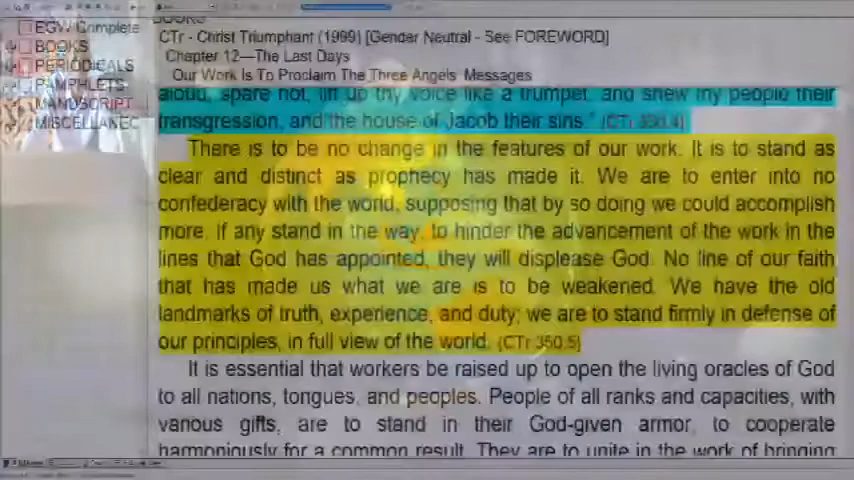 BOOKS
EGW Complete
BOOKS
PERIODICALS
PAMPHLETS
MANUSCRIPT
MISCELLANEC
CTr - Christ Triumphant (1999) [Gender Neutral - See FOREWORD]
Chapter 12—The Last Days
Our Work Is To Proclaim The Three Angels' Messages
aloud, spare not, lift up thy voice like a trumpet, and shew my people their
transgression, and the house of Jacob their sins." {CTr 350.4}
There is to be no change in the features of our work. It is to stand as
clear and distinct as prophecy has made it. We are to enter into no
confederacy with the world, supposing that by so doing we could accomplish
more. If any stand in the way, to hinder the advancement of the work in the
lines that God has appointed, they will displease God. No line of our faith
that has made us what we are is to be weakened. We have the old
landmarks of truth, experience, and duty; we are to stand firmly in defense of
our principles, in full view of the world. {CTr 350.5}
It is essential that workers be raised up to open the living oracles of God
to all nations, tongues, and peoples. People of all ranks and capacities, with
various gifts, are to stand in their God-given armor, to cooperate
harmoniously for a common result. They are to unite in the work of bringing